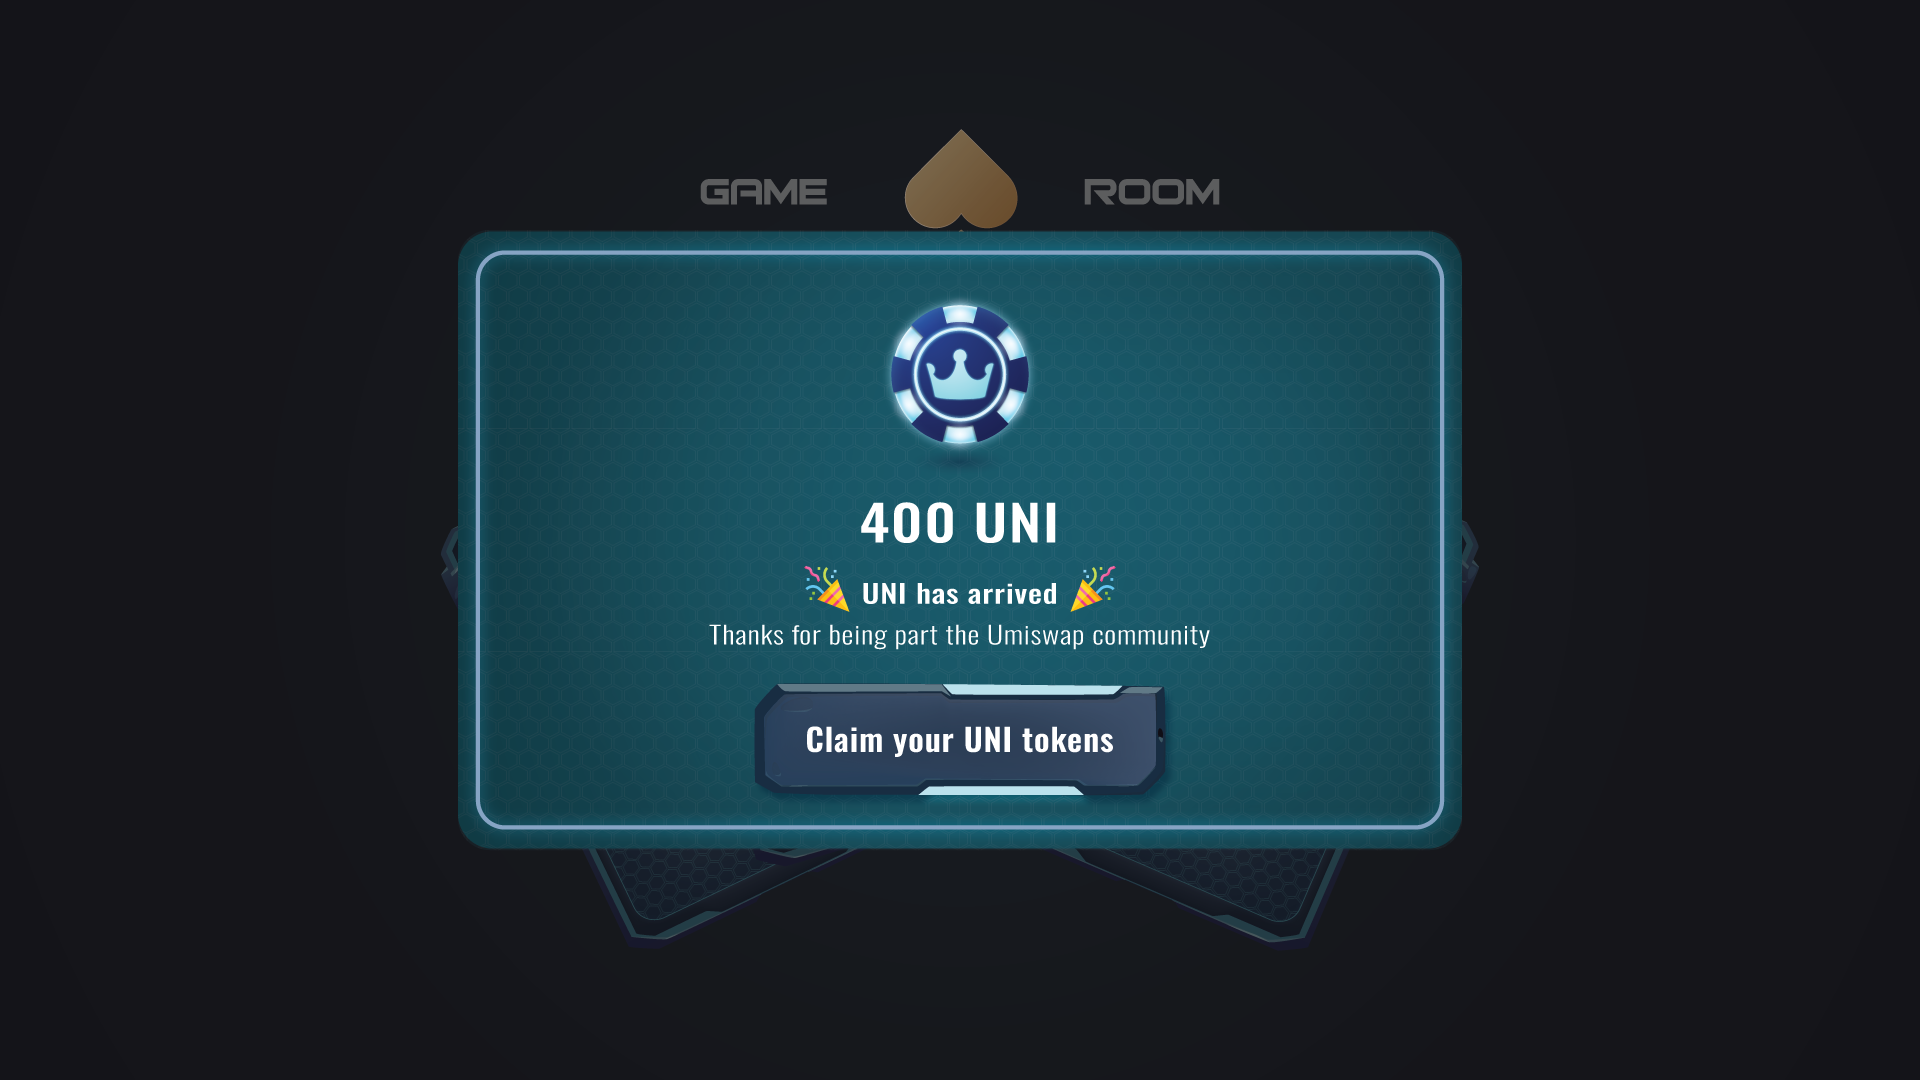 GAME ROOM
400 UNI
UNI has arrived
Thanks for being part the Umiswap community
Claim your UNI tokens